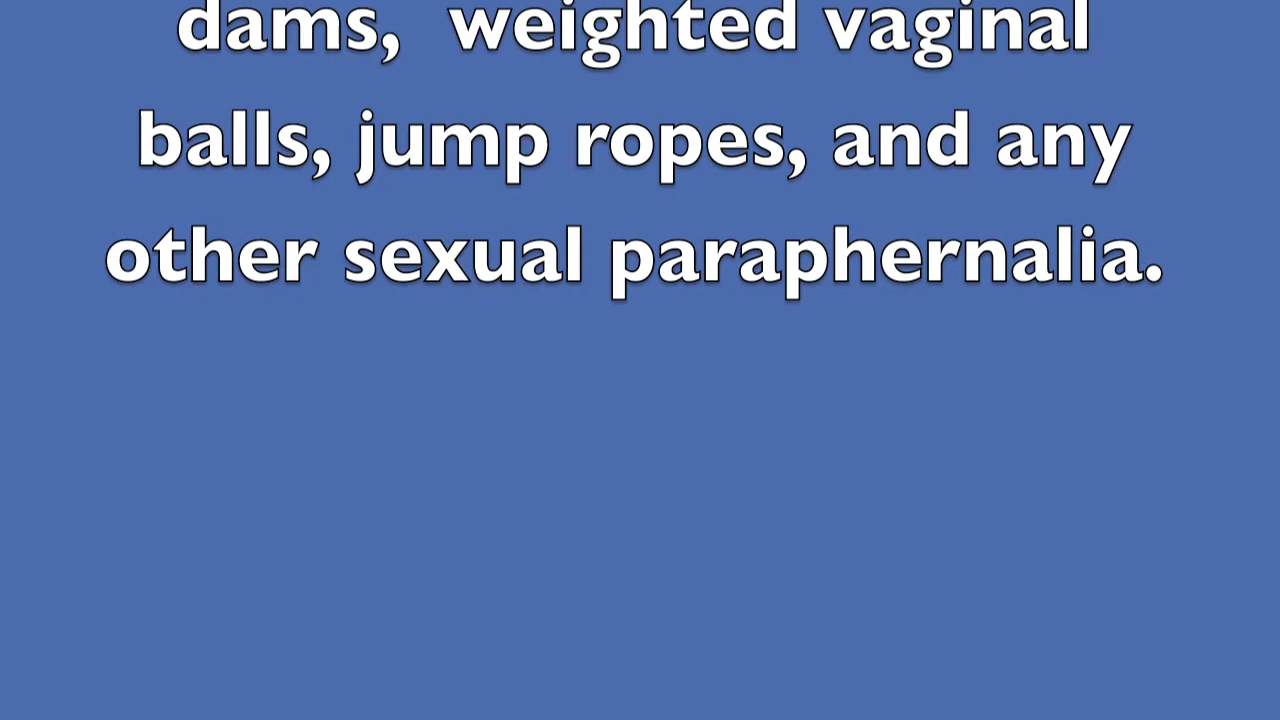 dams,  weighted vaginal
balls, jump ropes, and any
other sexual paraphernalia.